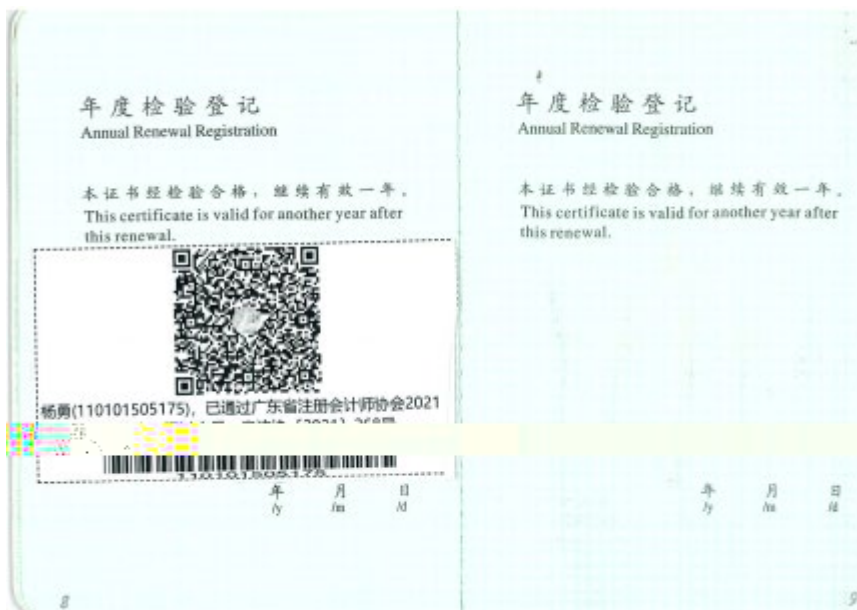 年度检验登记
Annual Renewal Registration
本证书经检验合格，继续有效一年。
This certificate is valid for another year after
this renewal.
杨勇(110101505175)，已通过广东省注册会计师协会2021
110101505175
年 月 日
/y /m /d
8
年度检验登记
Annual Renewal Registration
本证书经检验合格，继续有效一年。
This certificate is valid for another year after
this renewal.
年 月 日
/y /m /d
9